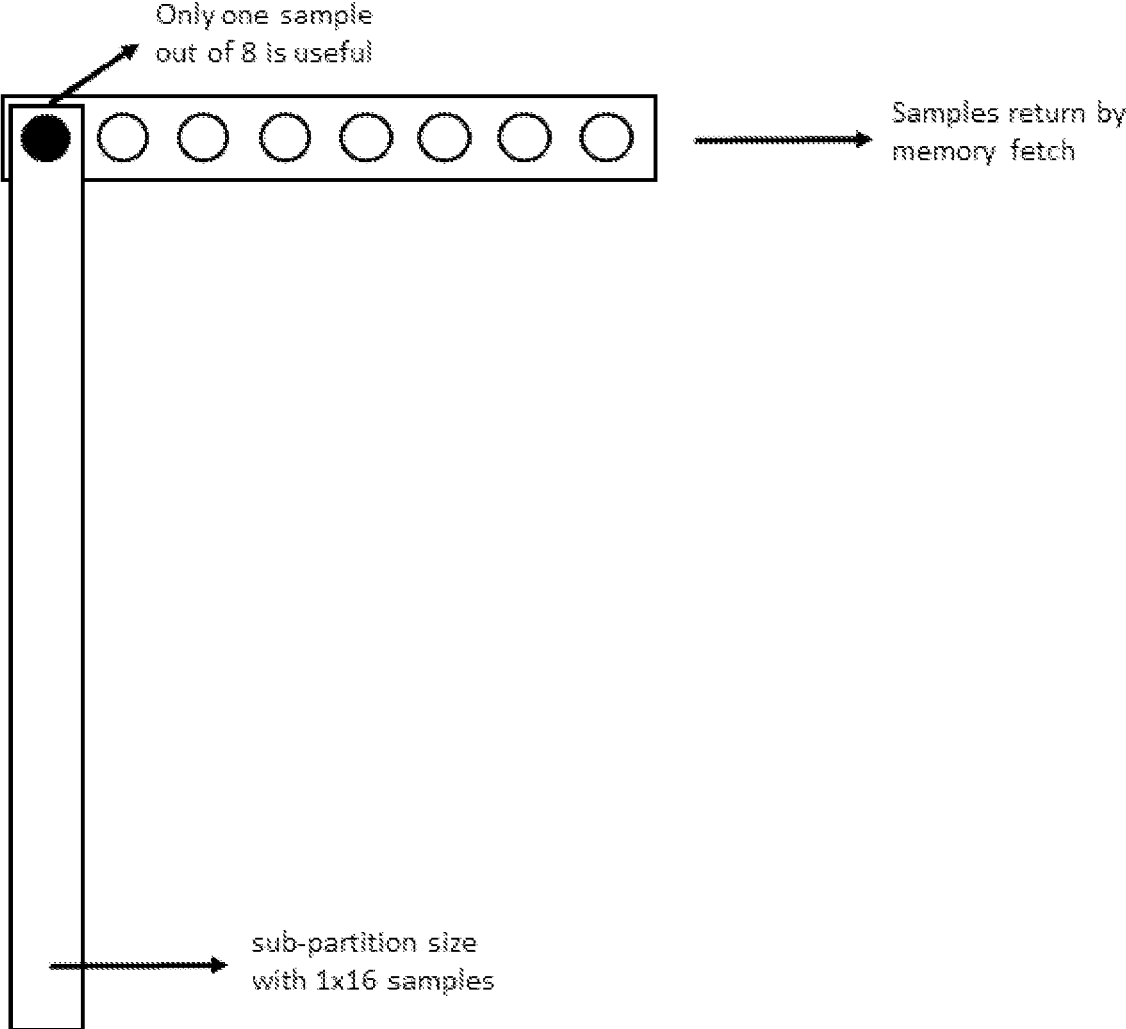 Only one sample
out of 8 is useful
Samples return by
memory fetch
sub-partition size
with 1x16 samples